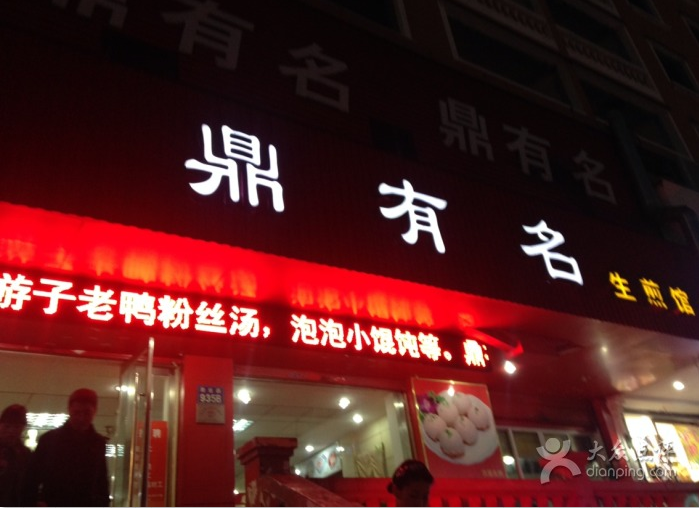 鼎有名
鼎有名
鼎有名
生煎馆
游子老鸭粉丝汤，泡泡小馄饨等。鼎
9358
大众点评
dianping.com